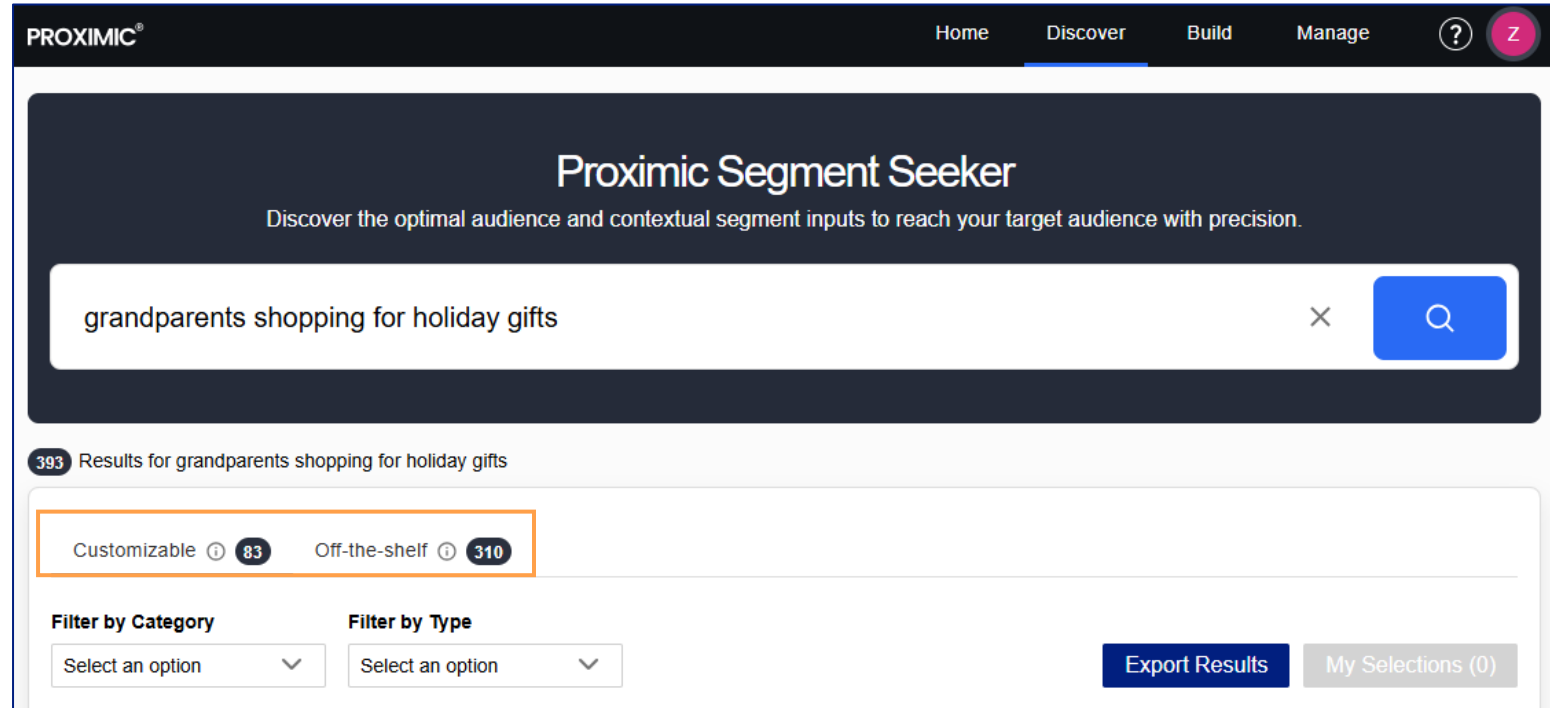 PROXIMIC® Home Discover Build Manage ? Z
Proximic Segment Seeker
Discover the optimal audience and contextual segment inputs to reach your target audience with precision.
grandparents shopping for holiday gifts
393 Results for grandparents shopping for holiday gifts
Customizable 83 Off-the-shelf 310
Filter by Category Filter by Type
Select an option Select an option Export Results My Selections (0)